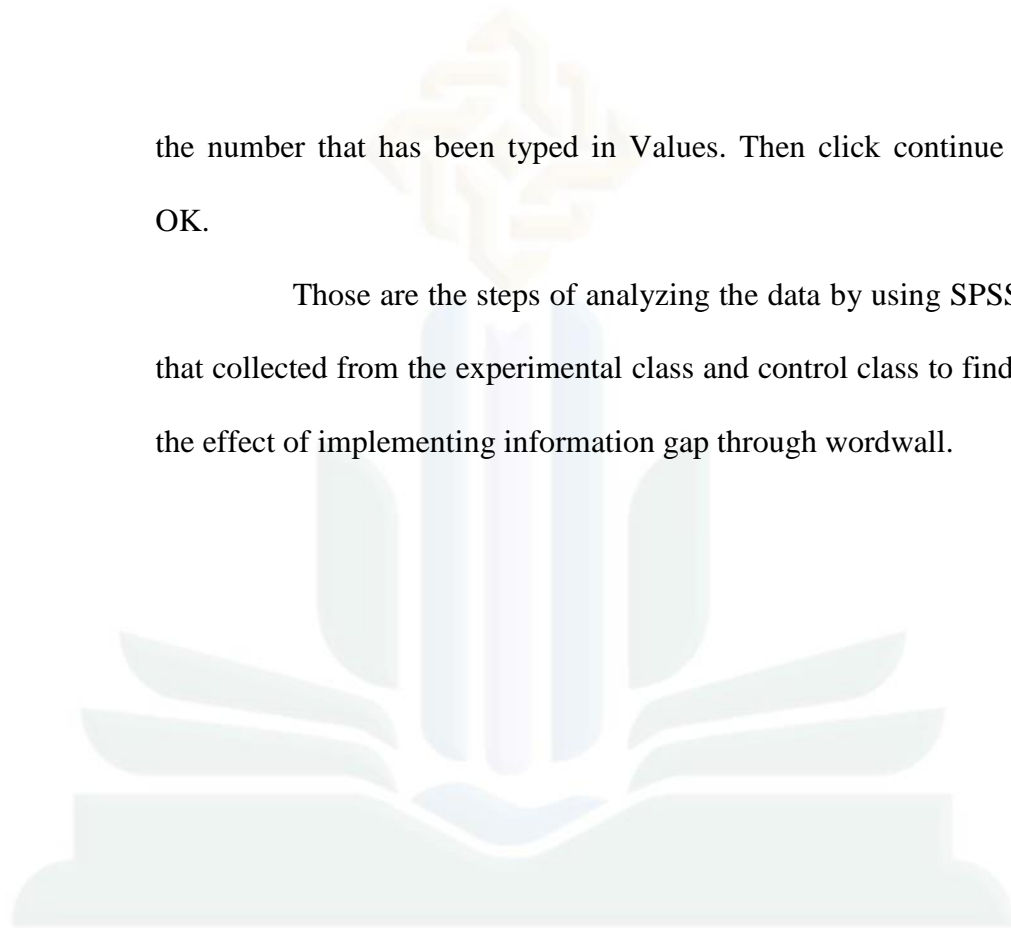 the number that has been typed in Values. Then click continue
OK.
Those are the steps of analyzing the data by using SPSS
that collected from the experimental class and control class to find
the effect of implementing information gap through wordwall.